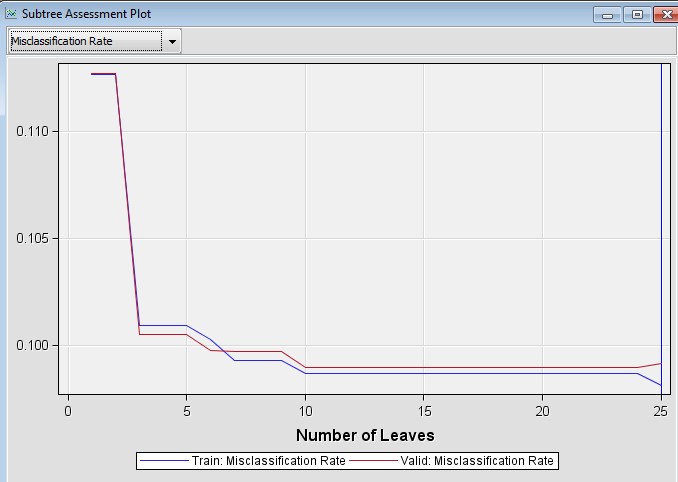 Subtree Assessment Plot
Misclassification Rate
0.110
0.105
0.100
0 5 10 15 20 25
Number of Leaves
Train: Misclassification Rate Valid: Misclassification Rate